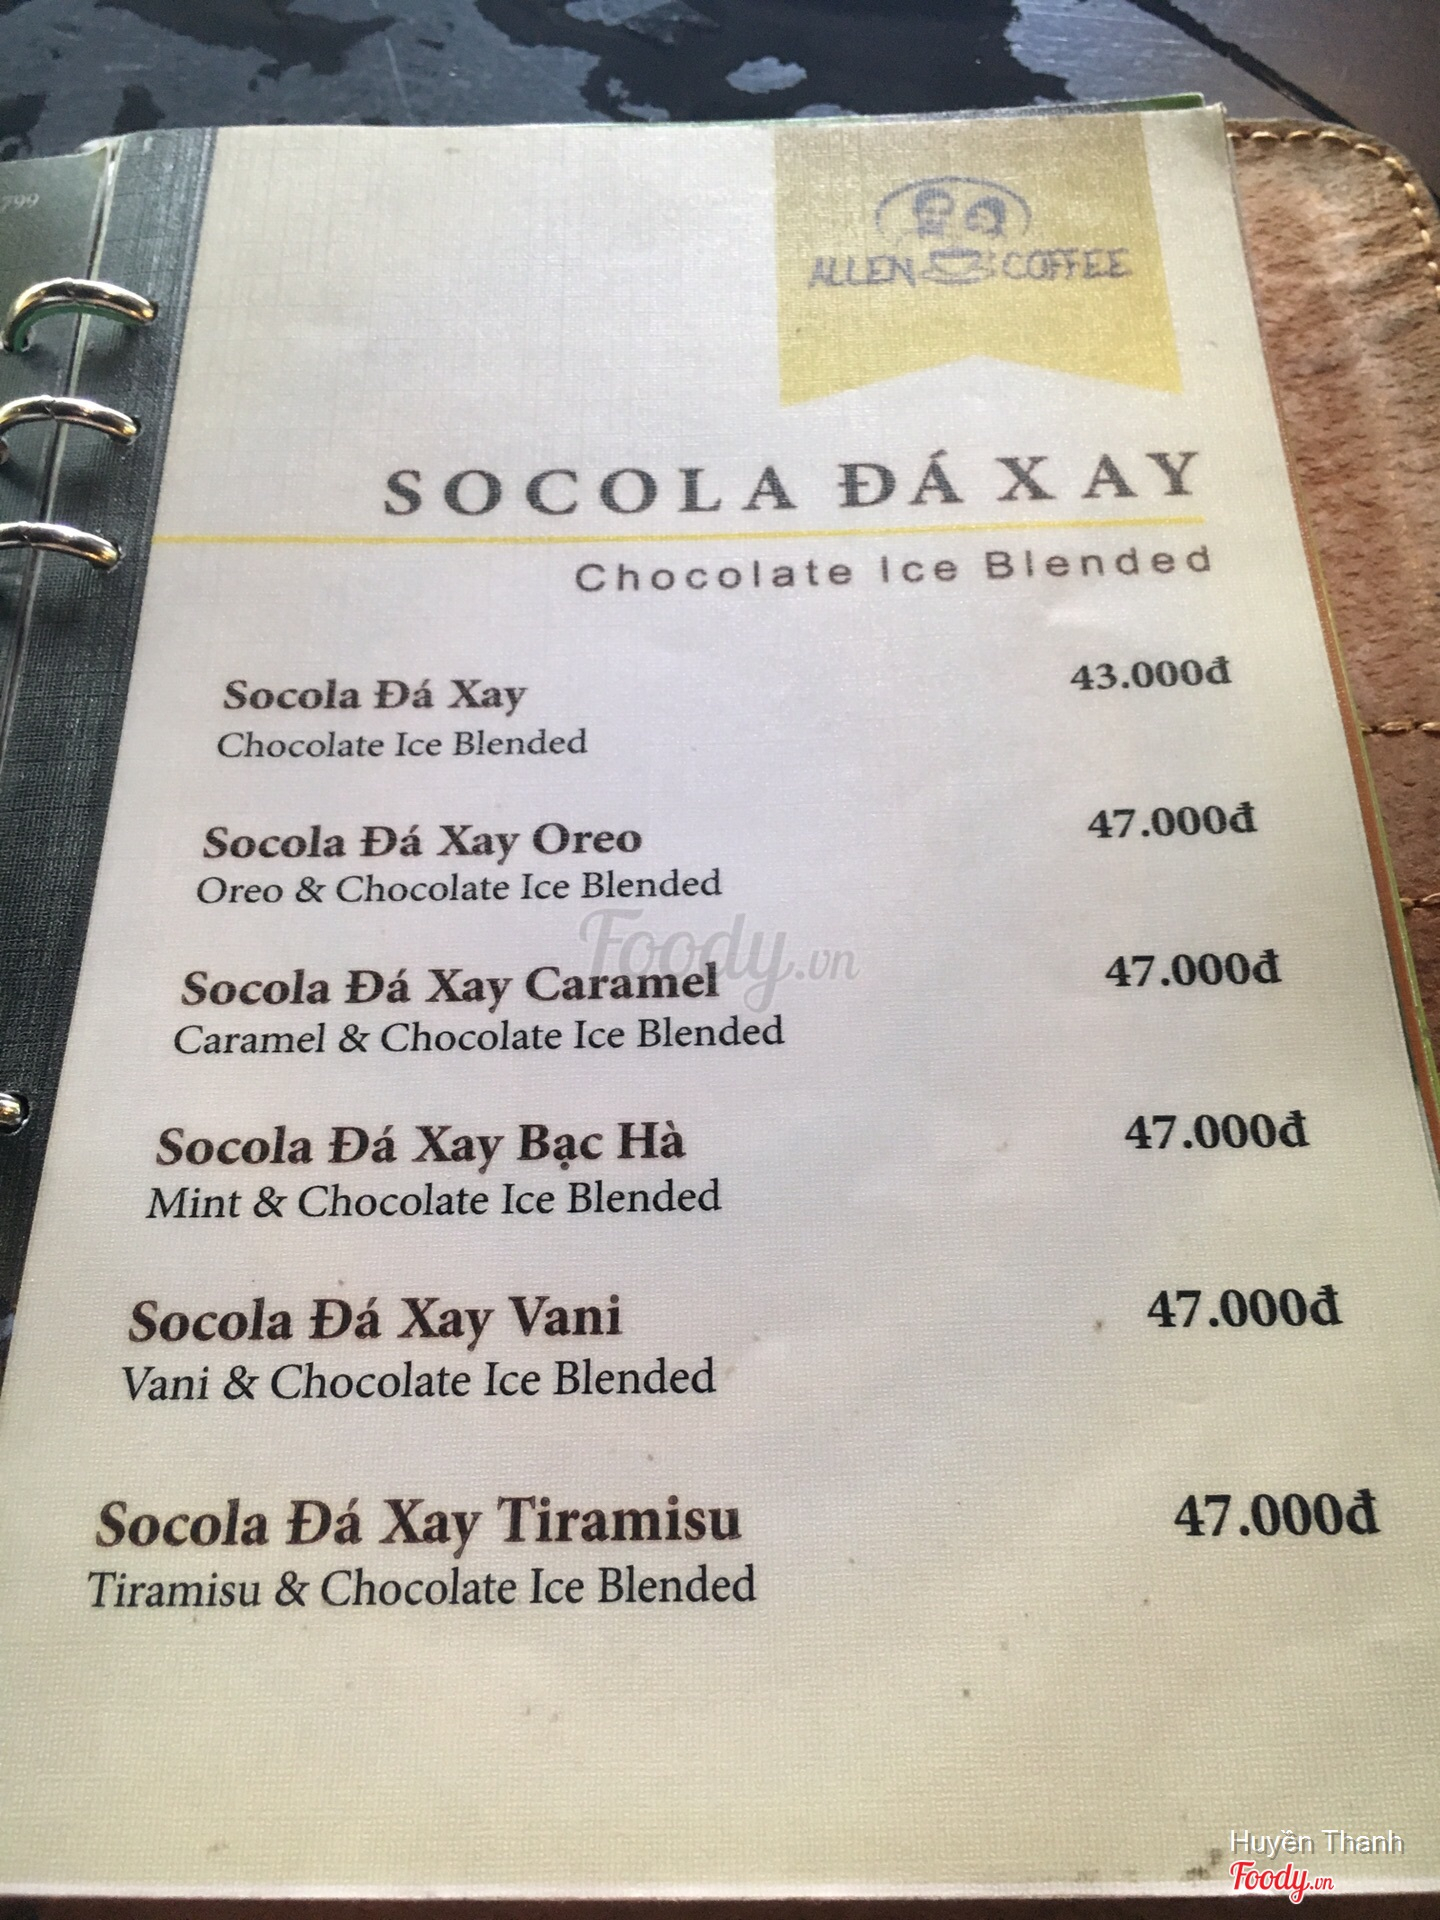 ALLEN COFFEE
SOCOLA ĐÁ XAY
Chocolate Ice Blended
Socola Đá Xay 43.000đ
Chocolate Ice Blended
Socola Đá Xay Oreo 47.000đ
Oreo & Chocolate Ice Blended
Foody.vn
Socola Đá Xay Caramel 47.000đ
Caramel & Chocolate Ice Blended
Socola Đá Xay Bạc Hà 47.000đ
Mint & Chocolate Ice Blended
Socola Đá Xay Vani 47.000đ
Vani & Chocolate Ice Blended
Socola Đá Xay Tiramisu 47.000đ
Tiramisu & Chocolate Ice Blended
Huyền Thanh
Foody.vn